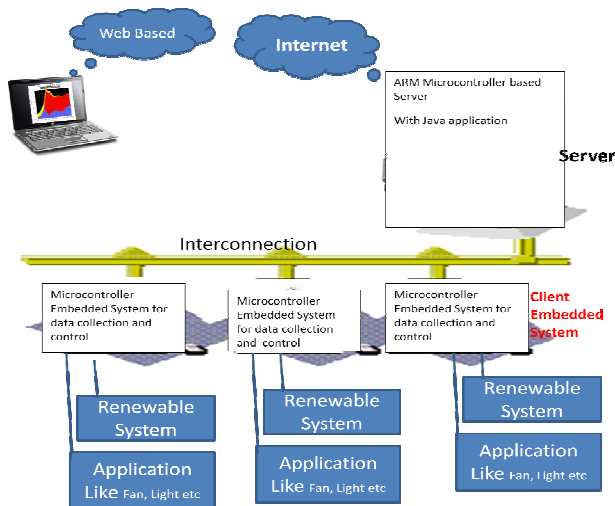 Web Based
Internet
ARM Microcontroller based
Server
With Java application
Server
Interconnection
Microcontroller
Embedded System for
data collection and
control
Microcontroller
Embedded System
for data collection
and control
Microcontroller
Embedded System for
data collection and
control
Client
Embedded
System
Renewable
System
Renewable
System
Renewable
System
Application
Like Fan, Light etc
Application
Like Fan, Light etc
Application
Like Fan, Light etc